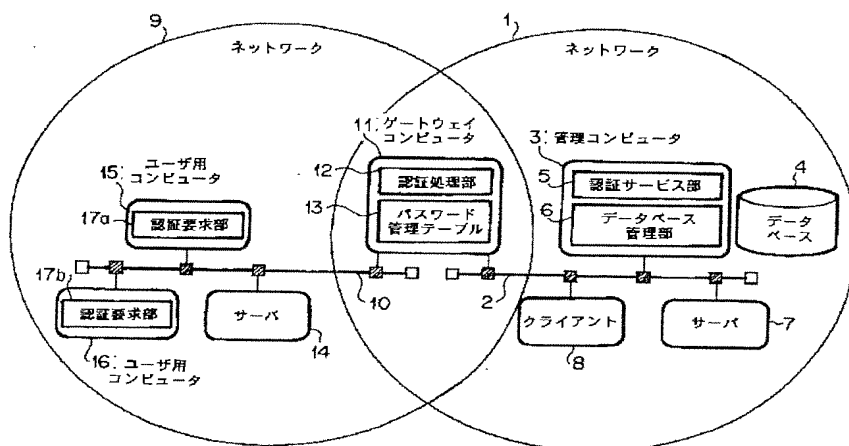 9
ネットワーク
1
ネットワーク
11:ゲートウェイ
コンピュータ
12
認証処理部
13
パスワード
管理テーブル
3:管理コンピュータ
5
認証サービス部
6
データベース
管理部
4
データ
ベース
ユーザ用
15:コンピュータ
17a
認証要求部
17b
認証要求部
16:ユーザ用
コンピュータ
サーバ
14
10
2
クライアント
8
サーバ
7